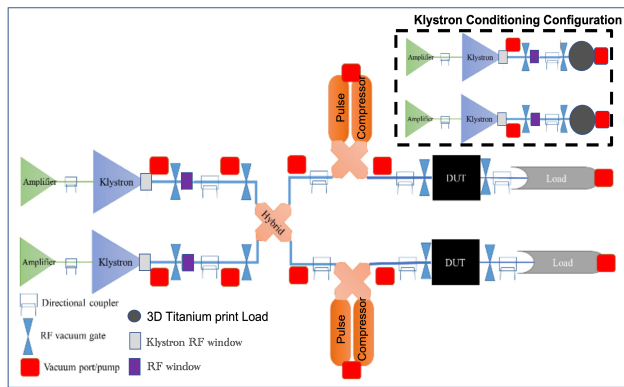 Klystron Conditioning Configuration
Amplifier
Klystron
Amplifier
Klystron
Pulse
Compressor
Amplifier
Klystron
DUT
Load
Hybrid
Amplifier
Klystron
DUT
Load
Directional coupler
3D Titanium print Load
RF vacuum gate
Klystron RF window
Vacuum port/pump
RF window
Pulse
Compressor